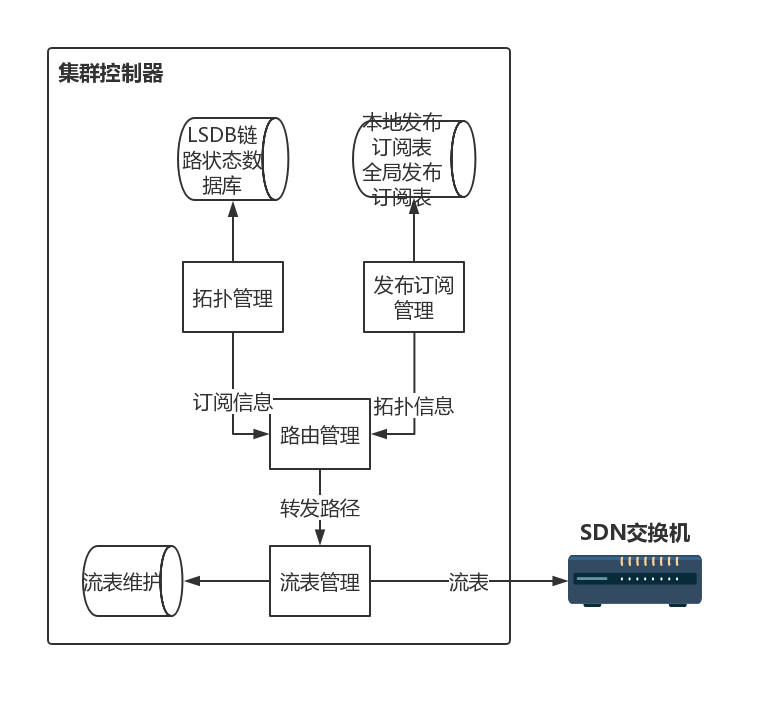 集群控制器
LSDB链
路状态数
据库
本地发布
订阅表
全局发布
订阅表
拓扑管理
发布订阅
管理
订阅信息
拓扑信息
路由管理
转发路径
SDN交换机
流表维护
流表管理
流表